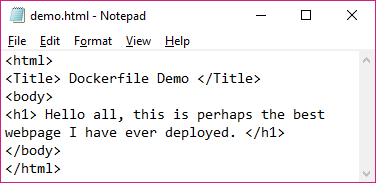 demo.html - Notepad
File Edit Format View Help
<html>
<Title> Dockerfile Demo </Title>
<body>
<h1> Hello all, this is perhaps the best
webpage I have ever deployed. </h1>
</body>
</html>